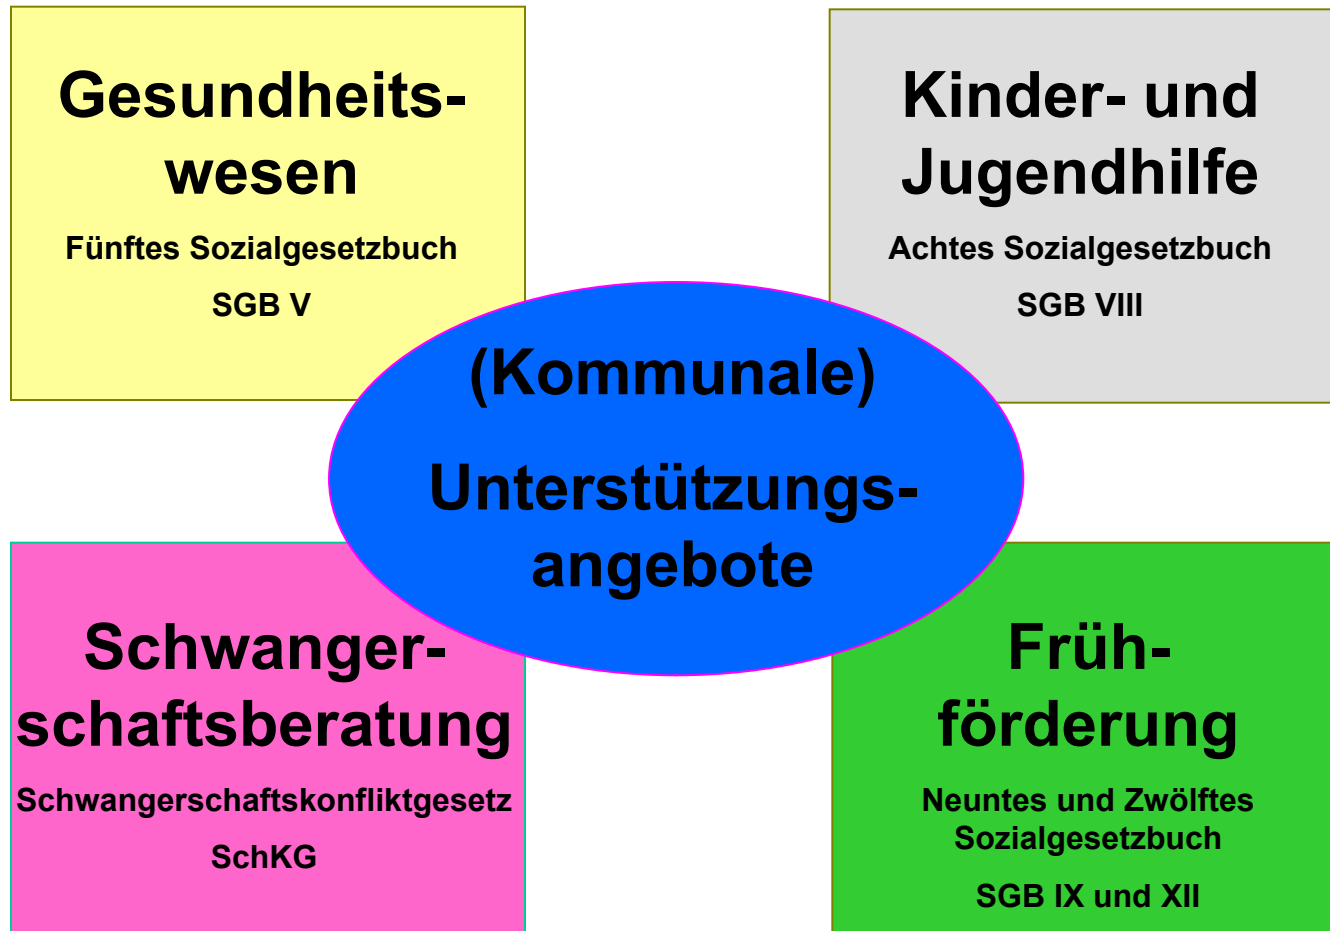 Gesundheits-
wesen
Fünftes Sozialgesetzbuch
SGB V
Kinder- und
Jugendhilfe
Achtes Sozialgesetzbuch
SGB VIII
(Kommunale)
Unterstützungs-
angebote
Schwanger-
schaftsberatung
Schwangerschaftskonfliktgesetz
SchKG
Früh-
förderung
Neuntes und Zwölftes
Sozialgesetzbuch
SGB IX und XII